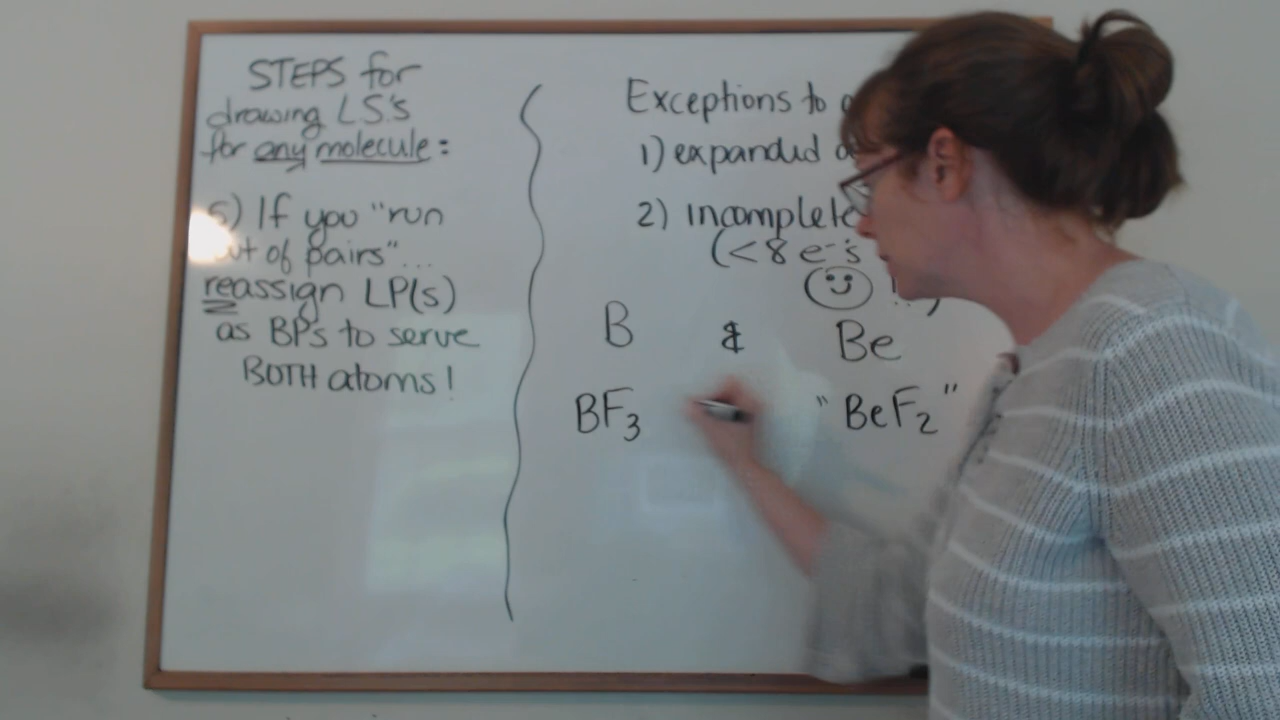 STEPS for
drawing LS.'s
for any molecule:
5) If you "run
out of pairs"...
reassign LP(s)
as BPs to serve
BOTH atoms!
Exceptions to
1) expanded
2) incomplete
(<8 e-'s
B & Be
BF3 "BeF2"